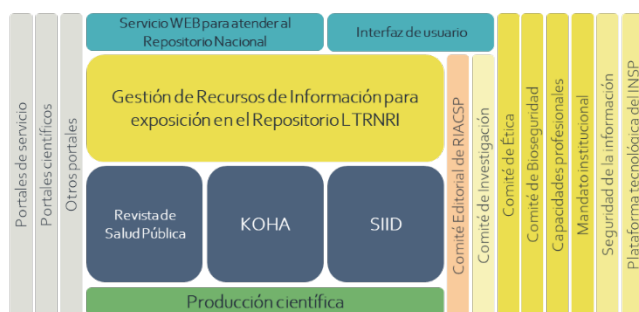 Servicio WEB para atender al
Repositorio Nacional
Interfaz de usuario
Portales de servicio
Portales científicos
Otros portales
Gestión de Recursos de Información para
exposición en el Repositorio LTRNRI
Revista de
Salud Pública
KOHA
SIID
Producción científica
Comité Editorial de RIACSP
Comité de Investigación
Comité de Ética
Comité de Bioseguridad
Capacidades profesionales
Mandato institucional
Seguridad de la información
Plataforma tecnológica del INSP